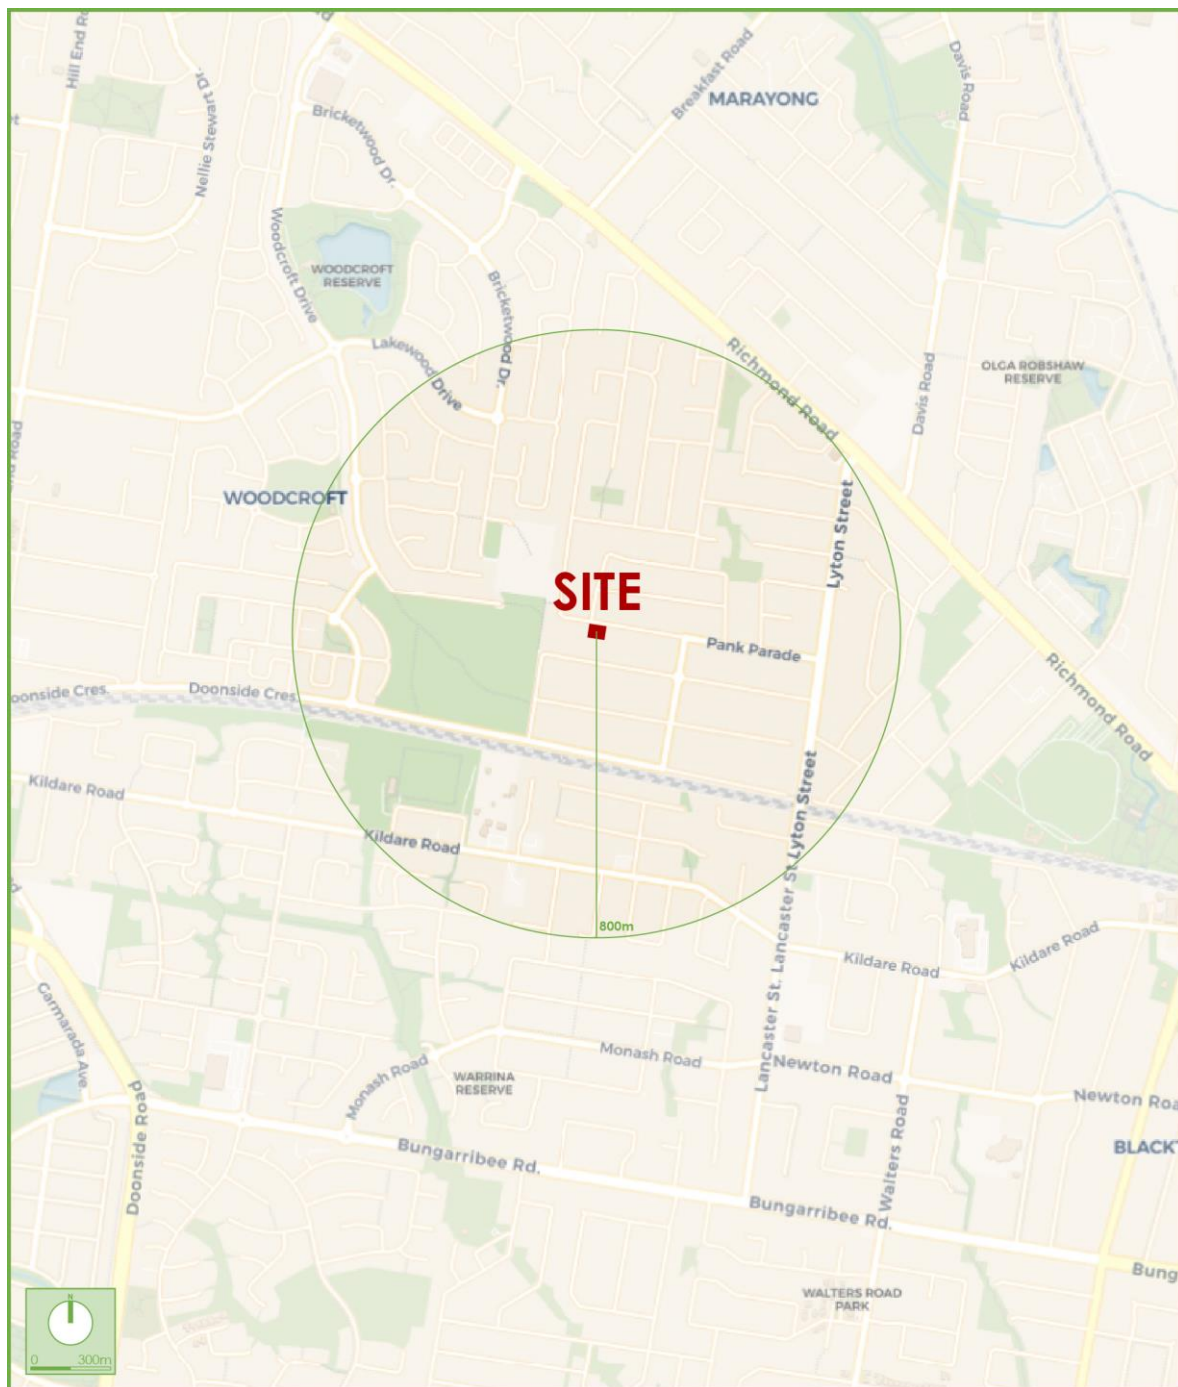 Hill End Ro
Nellie Stewart Dr.
Bricketwood Dr.
Breakfast Road
MARAYONG
Davis Road
Woodcroft Drive
WOODCROFT
RESERVE
Bricketwood Dr.
Lakewood Drive
Richmond Road
OLGA ROBSHAW
RESERVE
Davis Road
WOODCROFT
Lyton Street
SITE
Pank Parade
Richmond Road
oonside Cres.
Doonside Cres.
Kildare Road
Kildare Road
Lyton Street
Lancaster St.
800m
Kildare Road
Kildare Road
Carmarada Ave.
Monash Road
Monash Road
Lancaster St.
Newton Road
Newton Roa
WARRINA
RESERVE
Doonside Road
Bungarribee Rd.
Walters Road
BLACKT
Bungarribee Rd.
Bung
WALTERS ROAD
PARK
N
0 300m